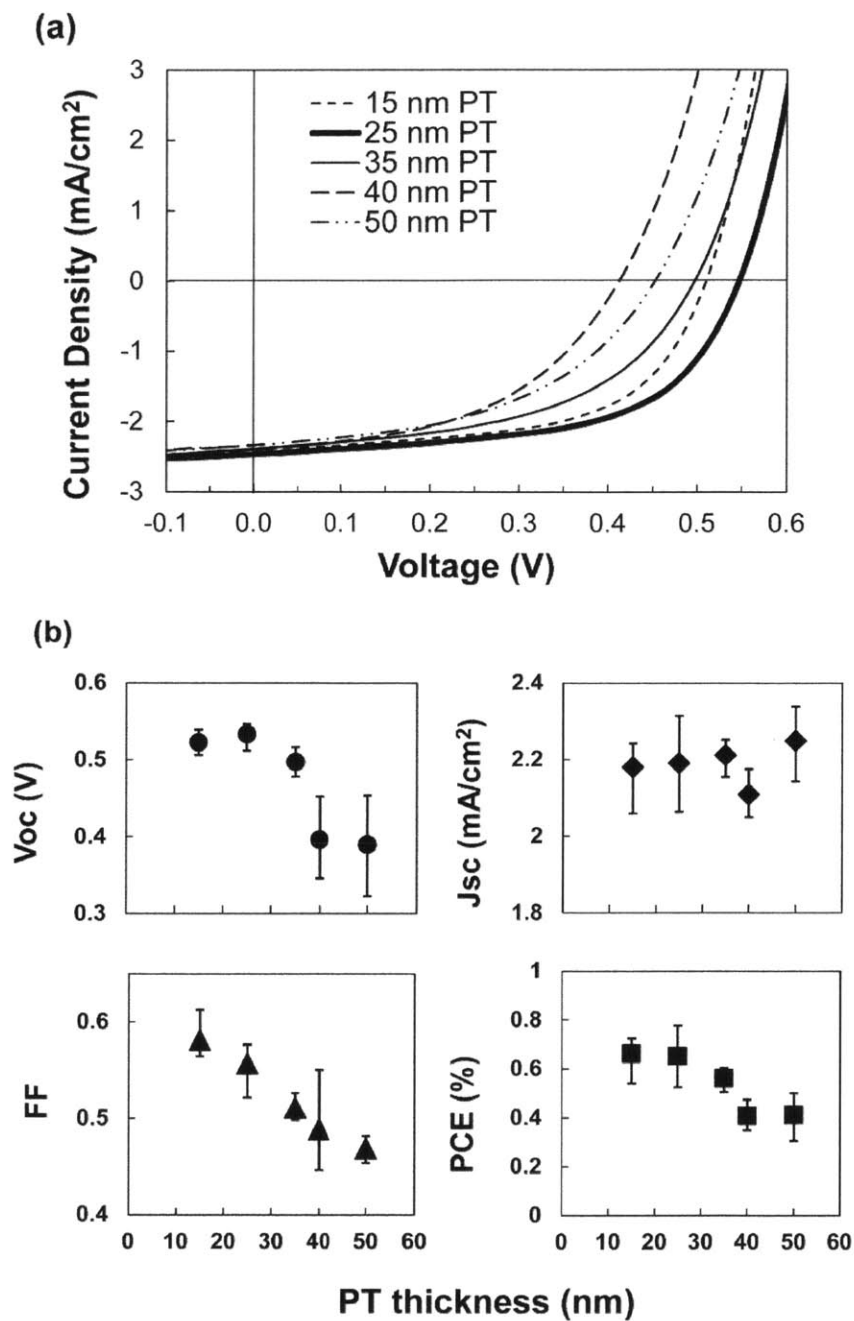 (a)
Current Density (mA/cm²)
3
2
1
0
-1
-2
-3
15 nm PT
25 nm PT
35 nm PT
40 nm PT
50 nm PT
-0.1 0.0 0.1 0.2 0.3 0.4 0.5 0.6
Voltage (V)
(b)
Voc (V)
0.6
0.5
0.4
0.3
Jsc (mA/cm²)
2.4
2.2
2
1.8
FF
0.6
0.5
0.4
0 10 20 30 40 50 60
PCE (%)
1
0.8
0.6
0.4
0.2
0
0 10 20 30 40 50 60
PT thickness (nm)